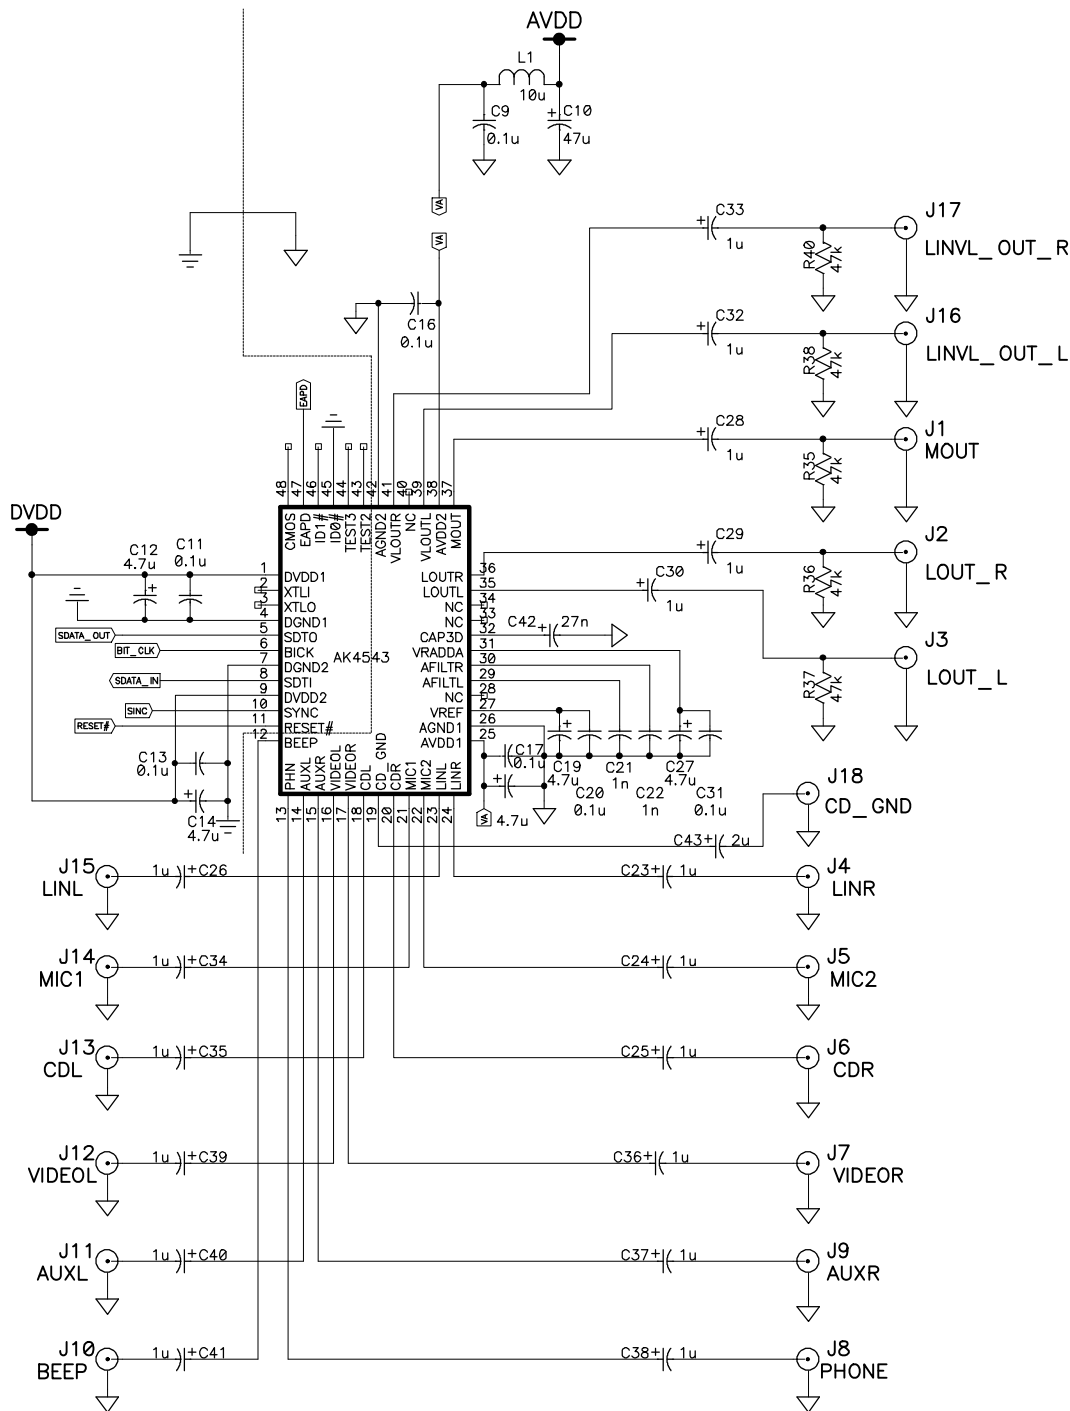 AVDD
L1
10u
C9
0.1u
+ C10
47u
VA
VA
C16
0.1u
+ C33
1u
R40
47k
J17
LINVL_OUT_R
+ C32
1u
R38
47k
J16
LINVL_OUT_L
+ C28
1u
R35
47k
J1
MOUT
+ C29
1u
R36
47k
J2
LOUT_R
+ C30
1u
R37
47k
J3
LOUT_L
EAPD
48 47 46 45 44 43 42 41 40 39 38 37
CMOS EAPD ID1# ID0# TEST3 TEST2 AGND2 VLOUTR NC VLOUTL AVDD2 MOUT
DVDD
C12
4.7u
+
C11
0.1u
1 DVDD1
2 XTLI
3 XTLO
4 DGND1
SDATA_OUT 5 SDTO
BIT_CLK 6 BICK
7 DGND2
SDATA_IN 8 SDTI
9 DVDD2
SINC 10 SYNC
RESET# 11 RESET#
12 BEEP
AK4543
LOUTR 36
LOUTL 35
NC 34
NC 33
CAP3D 32
VRADDA 31
AFILTR 30
AFILTL 29
NC 28
VREF 27
AGND1 26
AVDD1 25
C42 + 27n
PHN AUXL AUXR VIDEOL VIDEOR CDL CD_GND CDR MIC1 MIC2 LINL LINR
13 14 15 16 17 18 19 20 21 22 23 24
C13
0.1u
+
C14
4.7u
C17
0.1u
+
4.7u
VA
+
C19
4.7u
C20
0.1u
C21
1n
C22
1n
+
C27
4.7u
C31
0.1u
J18
CD_GND
C43 + 2u
J15
LINL
1u + C26
C23 + 1u
J4
LINR
J14
MIC1
1u + C34
C24 + 1u
J5
MIC2
J13
CDL
1u + C35
C25 + 1u
J6
CDR
J12
VIDEOL
1u + C39
C36 + 1u
J7
VIDEOR
J11
AUXL
1u + C40
C37 + 1u
J9
AUXR
J10
BEEP
1u + C41
C38 + 1u
J8
PHONE